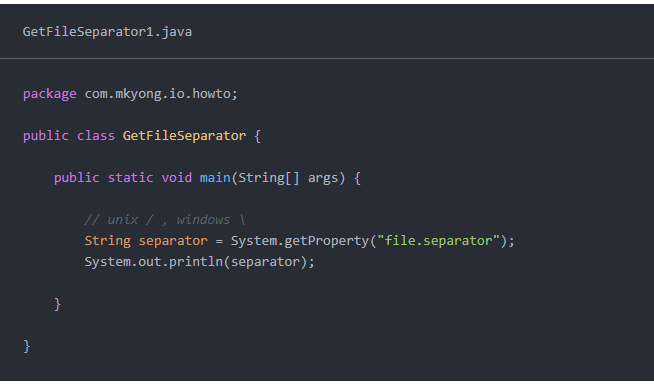 GetFileSeparator1.java
package com.mkyong.io.howto;
public class GetFileSeparator {
public static void main(String[] args) {
// unix / , windows \
String separator = System.getProperty("file.separator");
System.out.println(separator);
}
}